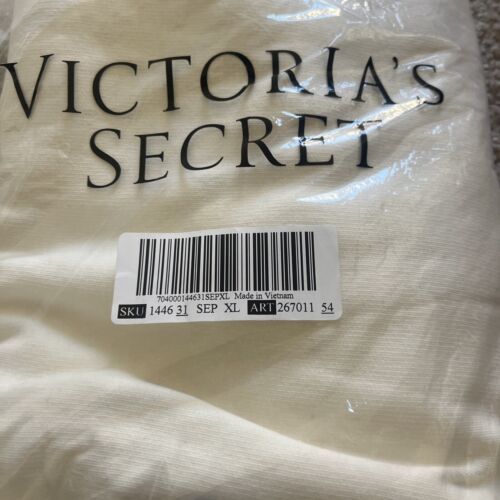 VICTORIA'S
SECRET
704000144631SEPXL Made in Vietnam
SKU 1446 31 SEP XL ART 267011 54